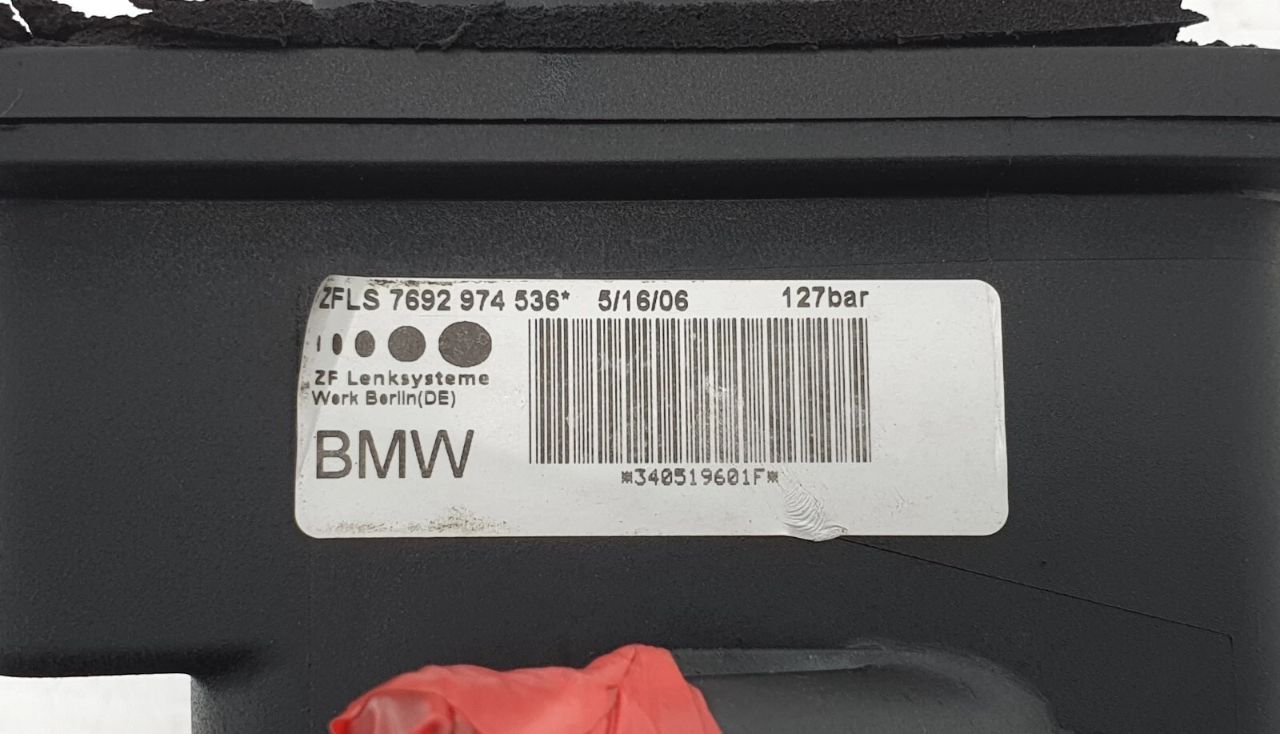 ZFLS 7692 974 536* 5/16/06 127bar
ZF Lenksysteme
Werk Berlin(DE)
BMW
*340519601F*